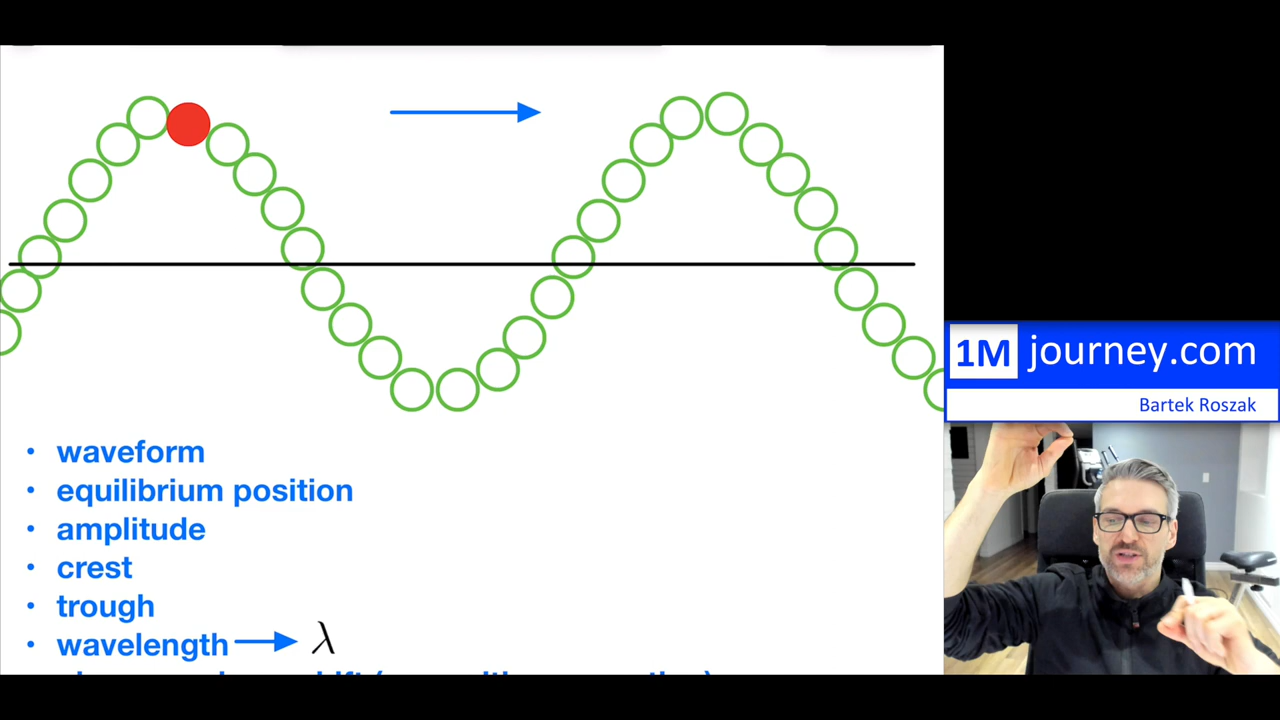 waveform
equilibrium position
amplitude
crest
trough
wavelength → λ
1M journey.com
Bartek Roszak